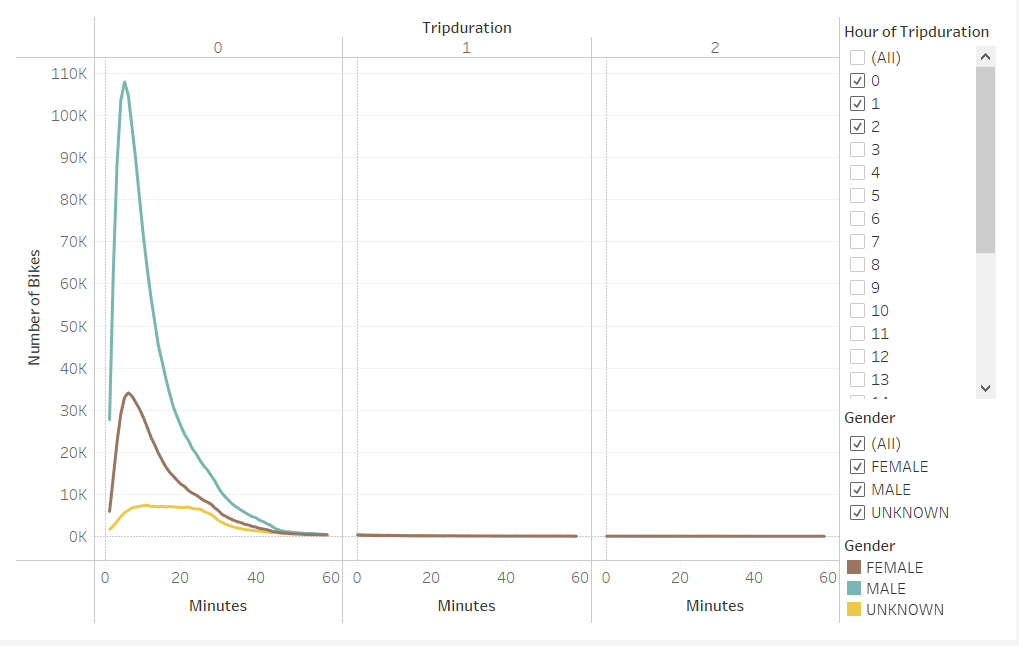 Tripduration
0 1 2
110K
100K
90K
80K
70K
60K
50K
40K
30K
20K
10K
0K
Number of Bikes
0 20 40 60 0 20 40 60 0 20 40 60
Minutes Minutes Minutes
Hour of Tripduration
(All)
0
1
2
3
4
5
6
7
8
9
10
11
12
13
Gender
(All)
FEMALE
MALE
UNKNOWN
Gender
FEMALE
MALE
UNKNOWN